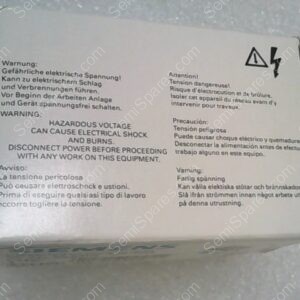 Warnung:
Gefährliche elektrische Spannung!
Kann zu elektrischem Schlag
und Verbrennungen führen.
Vor Beginn der Arbeiten Anlage
und Gerät spannungsfrei schalten.
WARNING:
HAZARDOUS VOLTAGE
CAN CAUSE ELECTRICAL SHOCK
AND BURNS.
DISCONNECT POWER BEFORE PROCEEDING
WITH ANY WORK ON THIS EQUIPMENT.
Avviso:
La tensione pericolosa
Può causare elettroshock e ustioni.
Prima di eseguire qualsiasi tipo di lavoro
occorre togliere la tensione.
Attention!
Tension dangereuse!
Risque d'électrocution et de brûlure.
Isoler cet appareil du réseau avant d'y
intervenir pour travaux.
Precaución:
Tensión peligrosa
Puede causar choque eléctrico y quemadura
Desconectar la alimentación antes de efectu
trabajo alguno en este equipo.
Varning:
Farlig spänning
Kan vålla elektiska stötar och brännskador
Slå ifrån strömmen innan något arbete u
på denna utrustning.